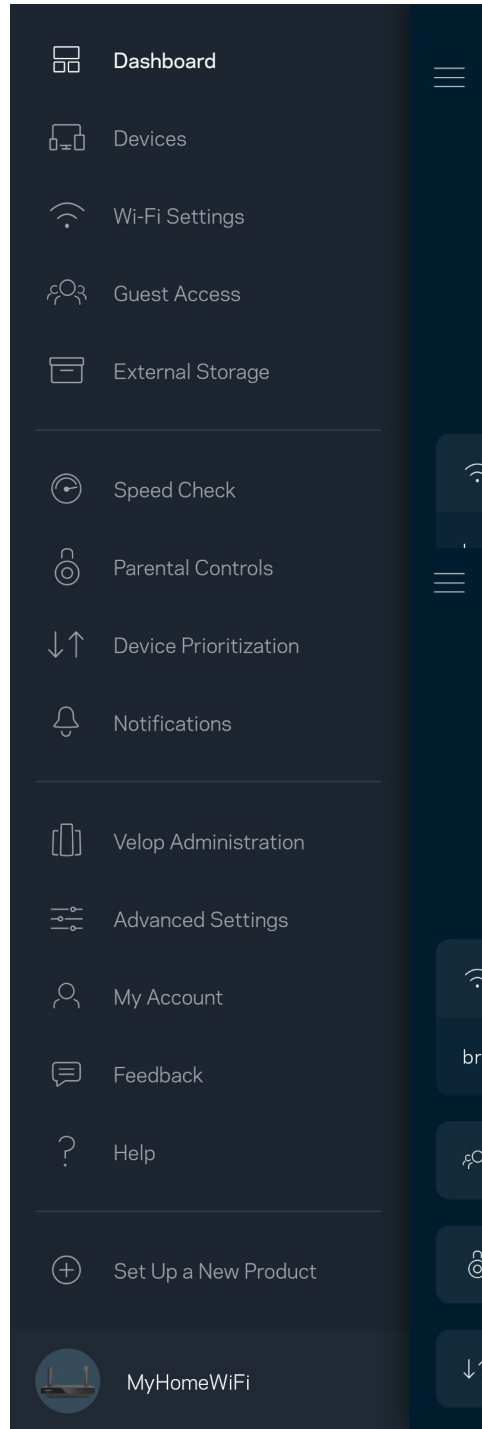 Dashboard
Devices
Wi-Fi Settings
Guest Access
External Storage
Speed Check
Parental Controls
Device Prioritization
Notifications
Velop Administration
Advanced Settings
My Account
br
Feedback
Help
Set Up a New Product
MyHomeWiFi